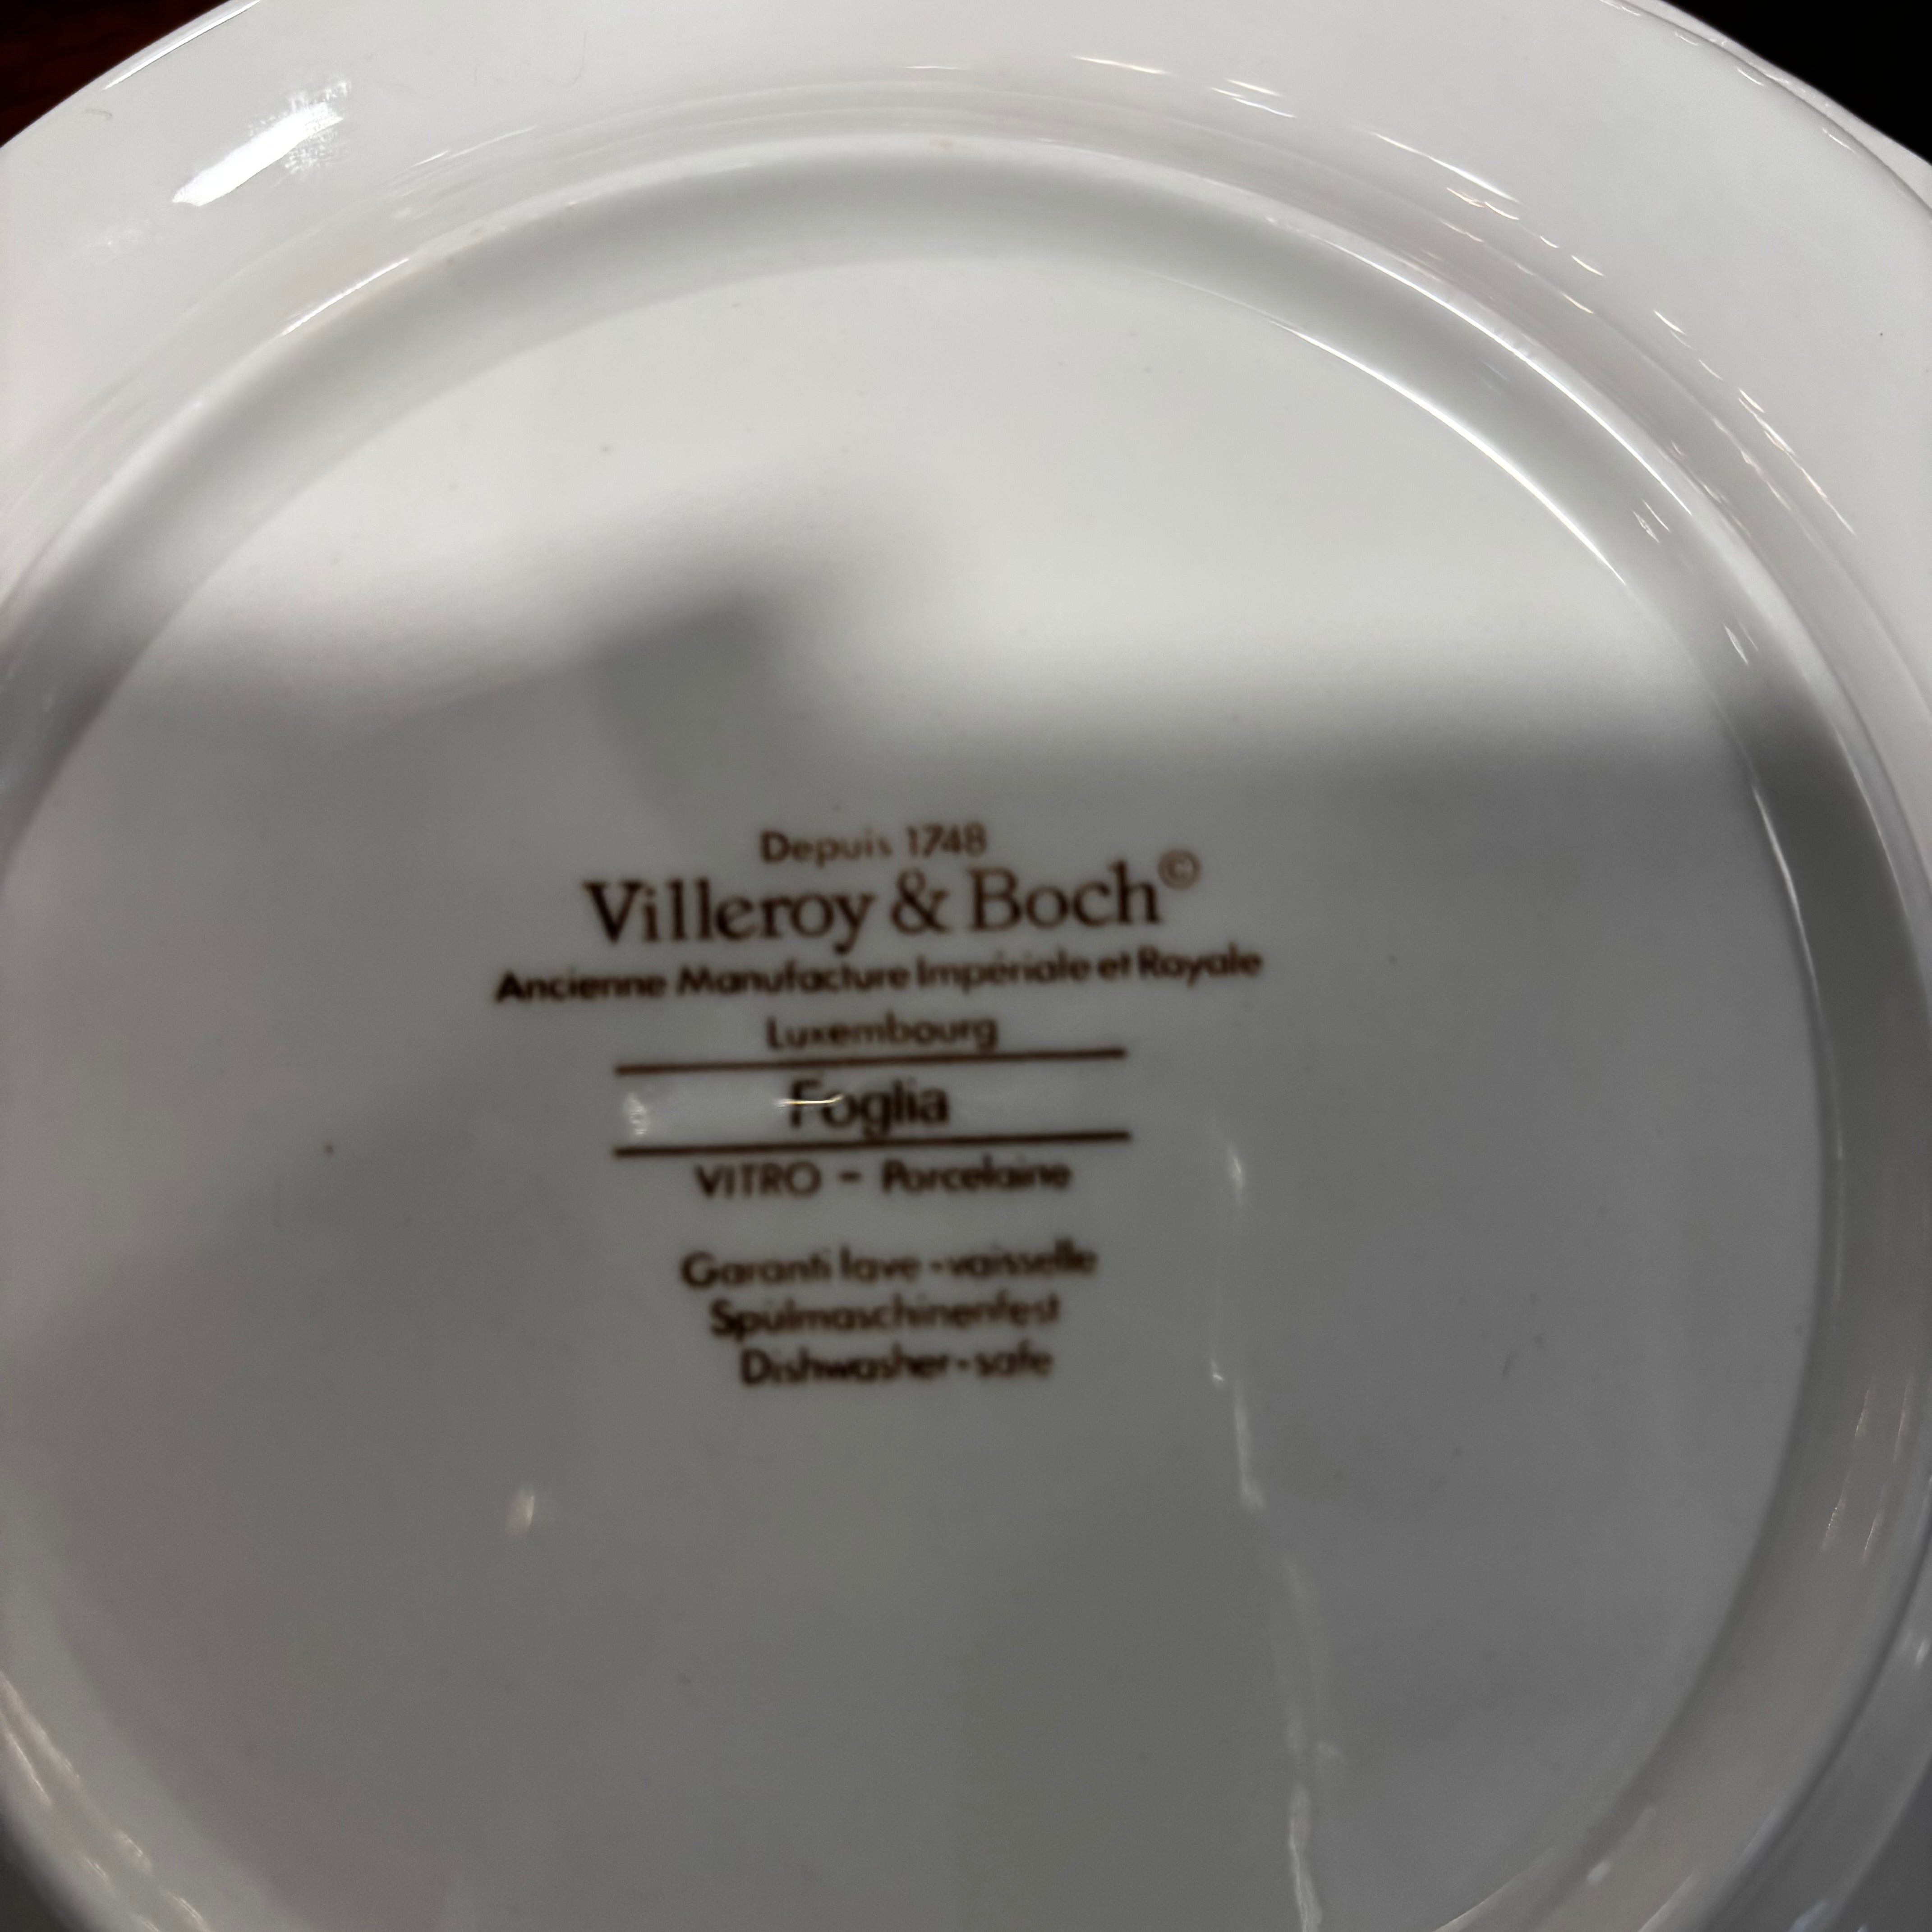 Depuis 1748
Villeroy & Boch©
Ancienne Manufacture Impériale et Royale
Luxembourg
Foglia
VITRO - Porcelaine
Garanti lave-vaisselle
Spülmaschinenfest
Dishwasher-safe